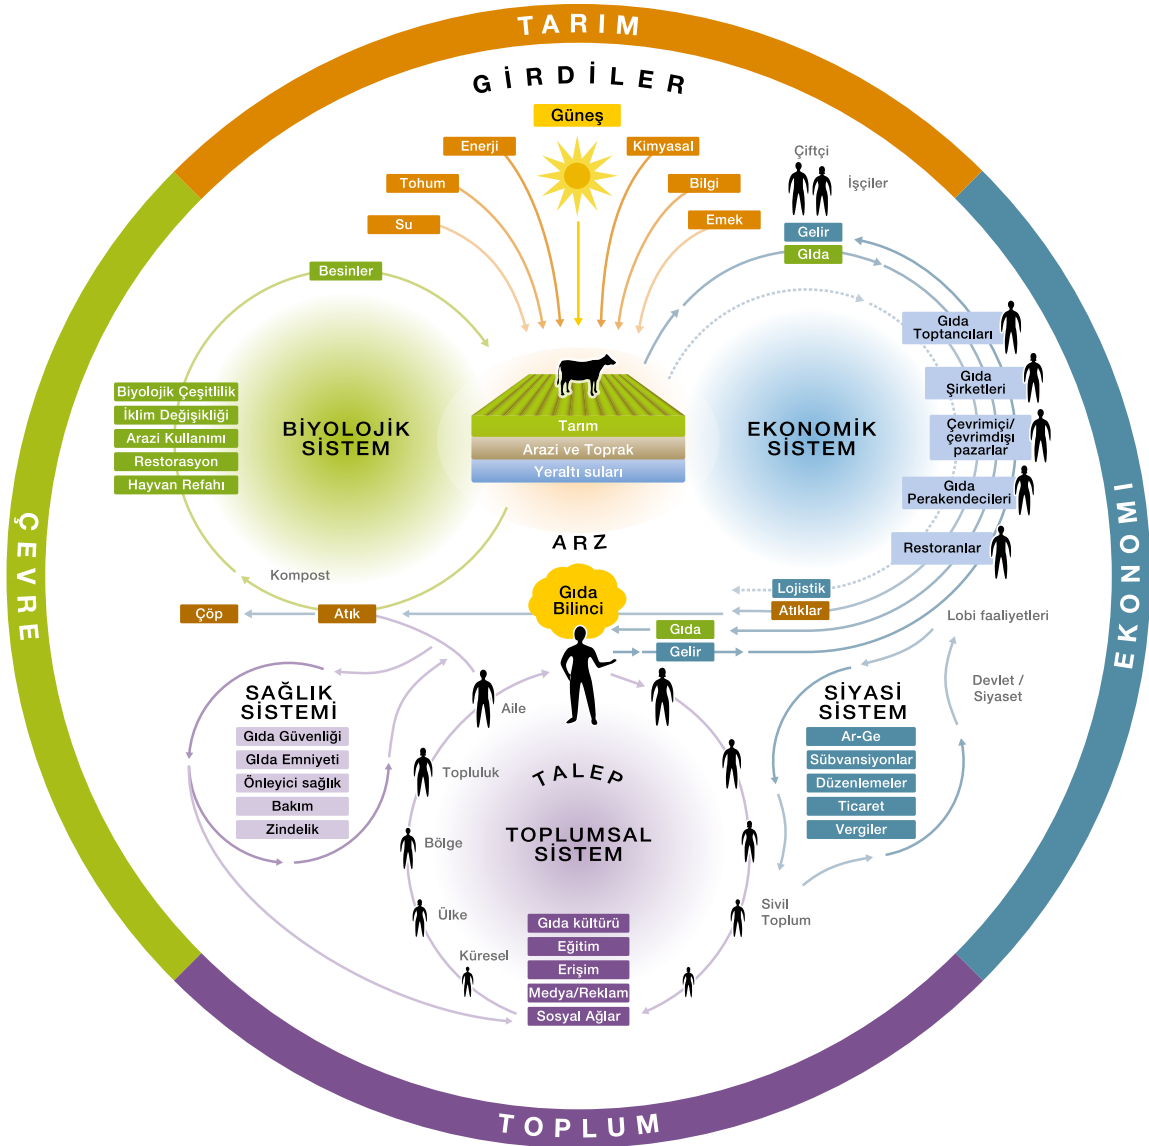 TARIM
GİRDİLER
Güneş
Enerji
Kimyasal
Tohum
Bilgi
Su
Emek
Çiftçi
İşçiler
Gelir
GIda
Besinler
Gıda
Toptancıları
Gıda
Şirketleri
Çevrimiçi/
çevrimdışı
pazarlar
Gıda
Perakendecileri
Restoranlar
Biyolojik Çeşitlilik
İklim Değişikliği
Arazi Kullanımı
Restorasyon
Hayvan Refahı
BİYOLOJİK
SİSTEM
Tarım
Arazi ve Toprak
Yeraltı suları
EKONOMİK
SİSTEM
ÇEVRE
EKONOMI
ARZ
Kompost
Gıda
Bilinci
Lojistik
Atıklar
Çöp
Atık
Gıda
Gelir
Lobi faaliyetleri
Devlet /
Siyaset
SAĞLIK
SİSTEMİ
Gıda Güvenliği
GIda Emniyeti
Önleyici sağlık
Bakım
Zindelik
Aile
Topluluk
Bölge
Ülke
Küresel
TALEP
TOPLUMSAL
SİSTEM
Gıda kültürü
Eğitim
Erişim
Medya/Reklam
Sosyal Ağlar
SİYASİ
SİSTEM
Ar-Ge
Sübvansiyonlar
Düzenlemeler
Ticaret
Vergiler
Sivil
Toplum
TOPLUM